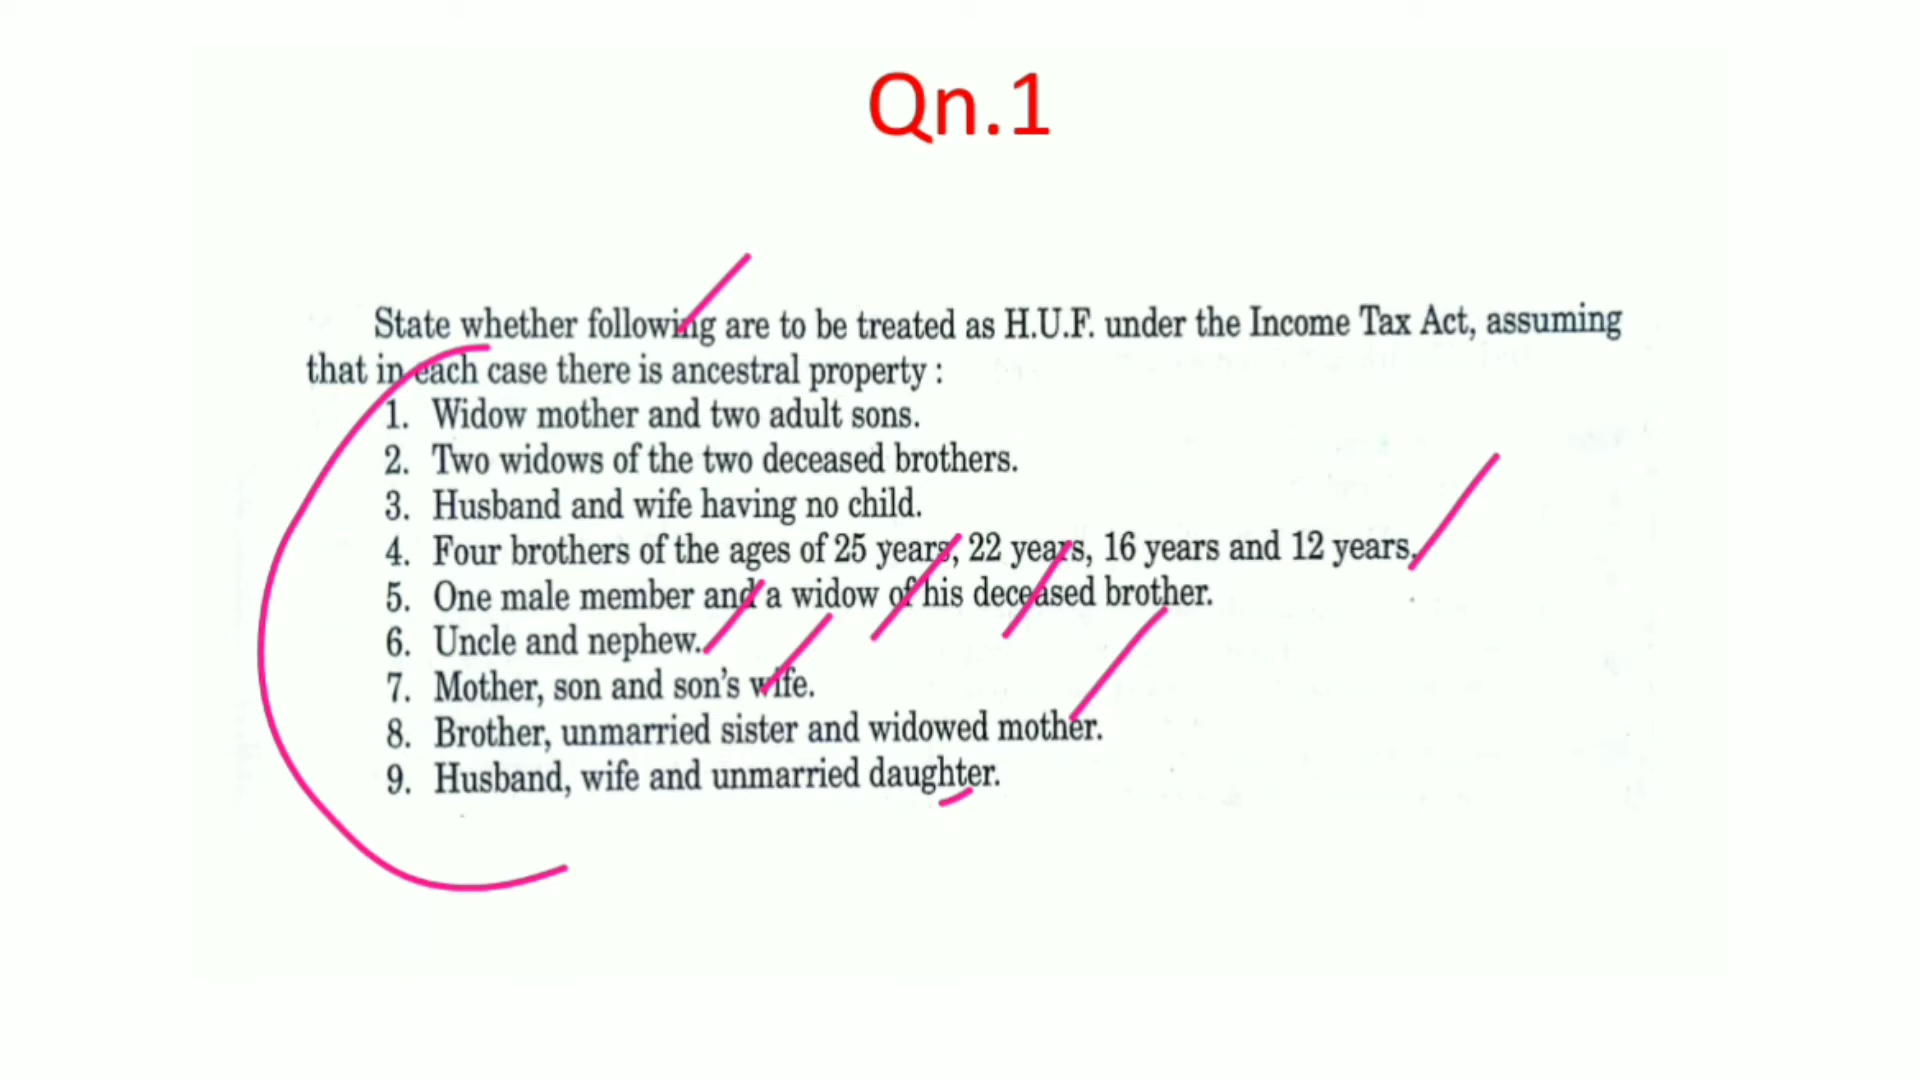 Qn.1
State whether following are to be treated as H.U.F. under the Income Tax Act, assuming
that in each case there is ancestral property :
1. Widow mother and two adult sons.
2. Two widows of the two deceased brothers.
3. Husband and wife having no child.
4. Four brothers of the ages of 25 years, 22 years, 16 years and 12 years.
5. One male member and a widow of his deceased brother.
6. Uncle and nephew.
7. Mother, son and son's wife.
8. Brother, unmarried sister and widowed mother.
9. Husband, wife and unmarried daughter.